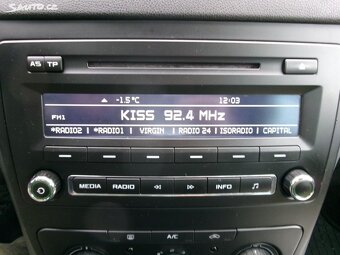 Sauto.cz
AS TP
-1.5°C 12:03
FM1 KISS 92.4 MHz
*RADIO2 *RADIO1 VIRGIN RADIO 24 ISORADIO CAPITAL
MEDIA RADIO INFO
A/C